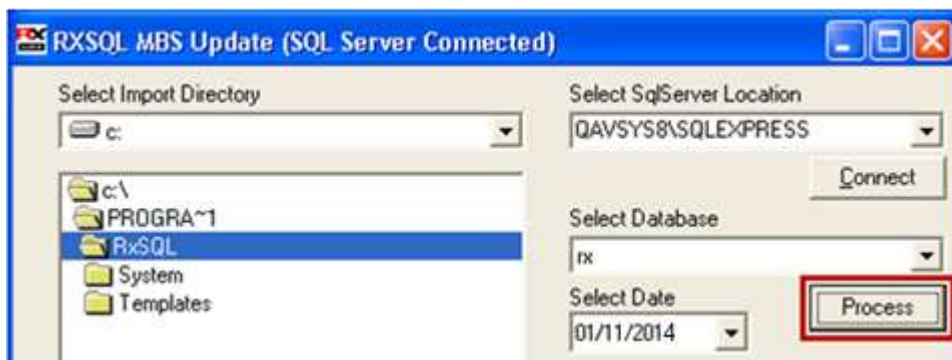 RXSQL MBS Update (SQL Server Connected)
Select Import Directory
c:
c:\
PROGRA~1
RxSQL
System
Templates
Select SqlServer Location
QAVSYS8\SQLEXPRESS
Connect
Select Database
rx
Select Date
01/11/2014
Process